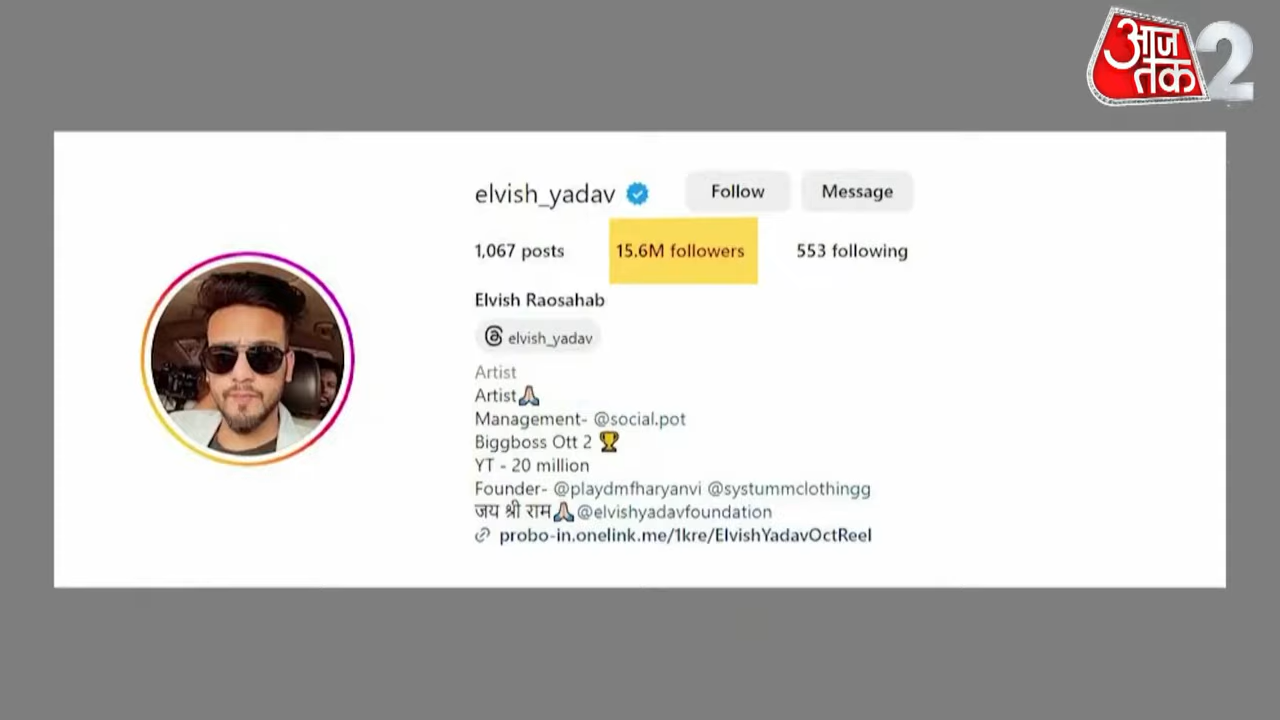 आज
तक 2
elvish_yadav Follow Message
1,067 posts 15.6M followers 553 following
Elvish Raosahab
elvish_yadav
Artist
Artist🙏
Management- @social.pot
Biggboss Ott 2 🏆
YT - 20 million
Founder- @playdmfharyanvi @systummclothingg
जय श्री राम🙏@elvishyadavfoundation
probo-in.onelink.me/1kre/ElvishYadavOctReel